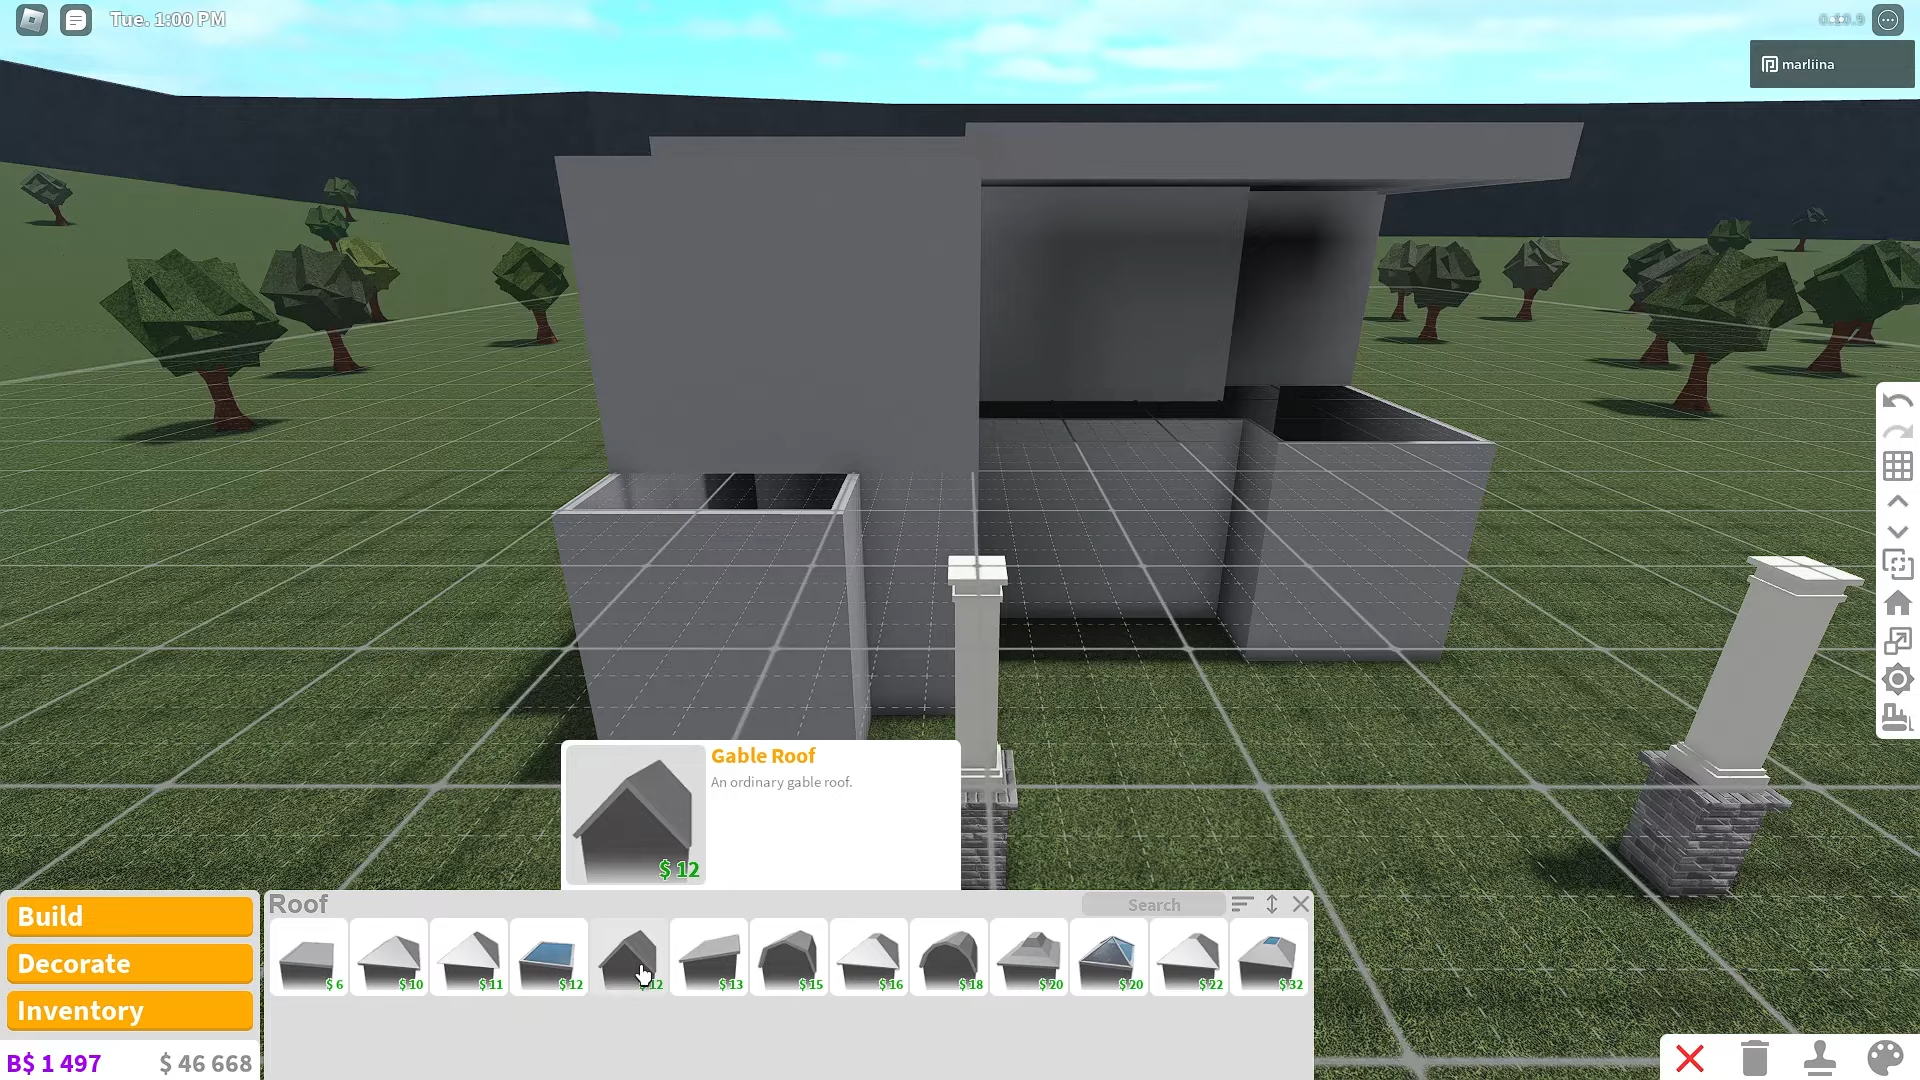 Tue. 1:00 PM
marliina
Gable Roof
An ordinary gable roof.
$ 12
Roof
Search
$ 6
$ 10
$ 11
$ 12
$ 13
$ 15
$ 16
$ 18
$ 20
$ 20
$ 22
$ 32
Build
Decorate
Inventory
B$ 1 497
$ 46 668